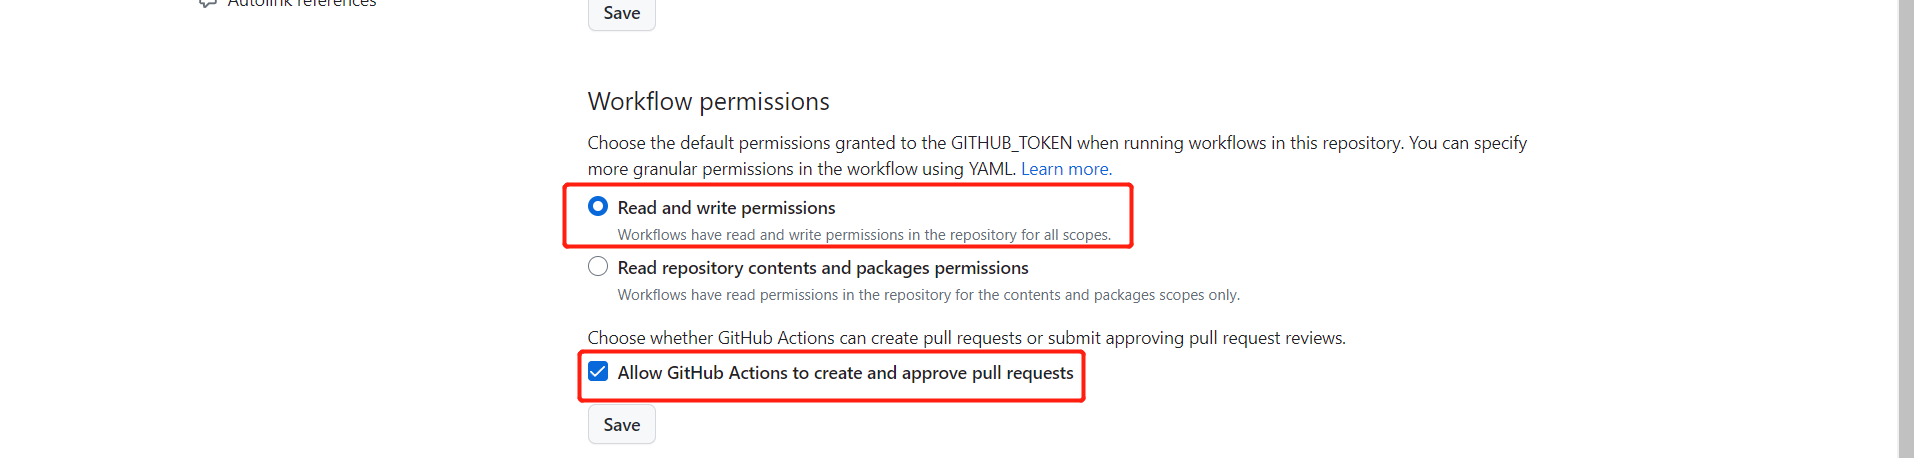 Autolink references
Save
Workflow permissions
Choose the default permissions granted to the GITHUB_TOKEN when running workflows in this repository. You can specify
more granular permissions in the workflow using YAML. Learn more.
Read and write permissions
Workflows have read and write permissions in the repository for all scopes.
Read repository contents and packages permissions
Workflows have read permissions in the repository for the contents and packages scopes only.
Choose whether GitHub Actions can create pull requests or submit approving pull request reviews.
Allow GitHub Actions to create and approve pull requests
Save